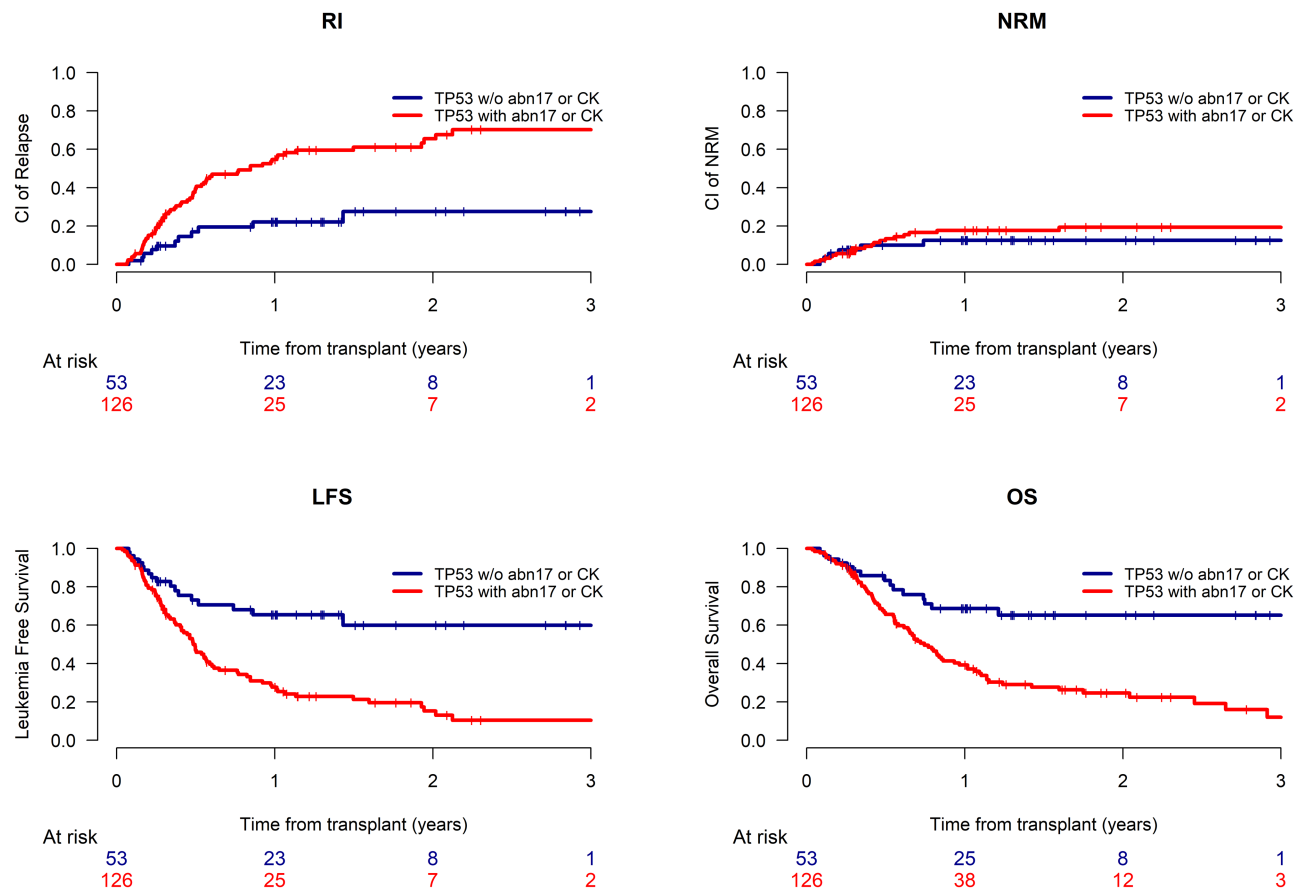 RI
CI of Relapse
1.0
0.8
0.6
0.4
0.2
0.0
TP53 w/o abn17 or CK
TP53 with abn17 or CK
0 1 2 3
Time from transplant (years)
At risk
53 23 8 1
126 25 7 2
NRM
CI of NRM
1.0
0.8
0.6
0.4
0.2
0.0
TP53 w/o abn17 or CK
TP53 with abn17 or CK
0 1 2 3
Time from transplant (years)
At risk
53 23 8 1
126 25 7 2
LFS
Leukemia Free Survival
1.0
0.8
0.6
0.4
0.2
0.0
TP53 w/o abn17 or CK
TP53 with abn17 or CK
0 1 2 3
Time from transplant (years)
At risk
53 23 8 1
126 25 7 2
OS
Overall Survival
1.0
0.8
0.6
0.4
0.2
0.0
TP53 w/o abn17 or CK
TP53 with abn17 or CK
0 1 2 3
Time from transplant (years)
At risk
53 25 8 1
126 38 12 3